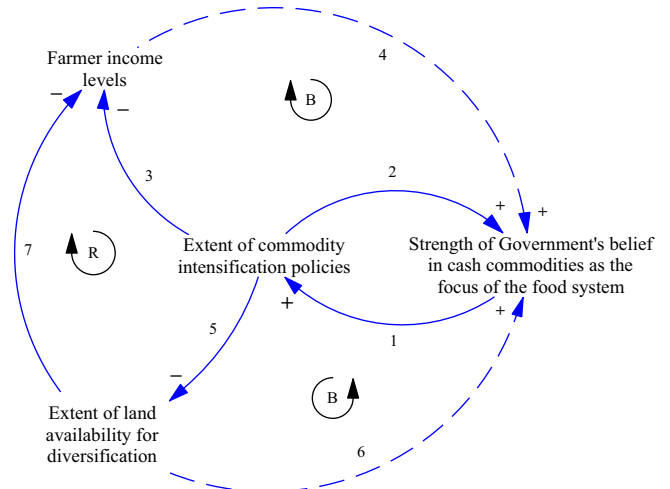 4
Farmer income
levels
−
−
B
3
2
+
+
7
R
Extent of commodity
intensification policies
Strength of Government's belief
in cash commodities as the
focus of the food system
+
+
5
1
−
B
Extent of land
availability for
diversification
6